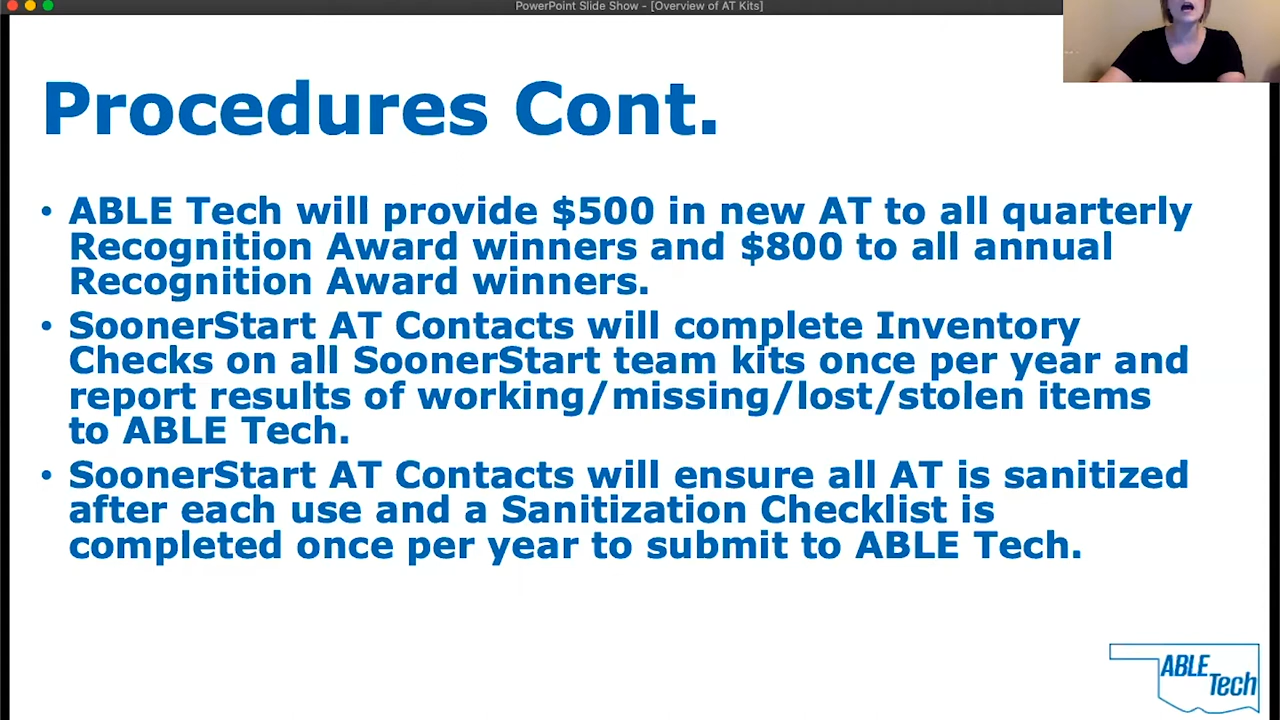 PowerPoint Slide Show - [Overview of AT Kits]
Procedures Cont.
• ABLE Tech will provide $500 in new AT to all quarterly
Recognition Award winners and $800 to all annual
Recognition Award winners.
• SoonerStart AT Contacts will complete Inventory
Checks on all SoonerStart team kits once per year and
report results of working/missing/lost/stolen items
to ABLE Tech.
• SoonerStart AT Contacts will ensure all AT is sanitized
after each use and a Sanitization Checklist is
completed once per year to submit to ABLE Tech.
ABLE
Tech